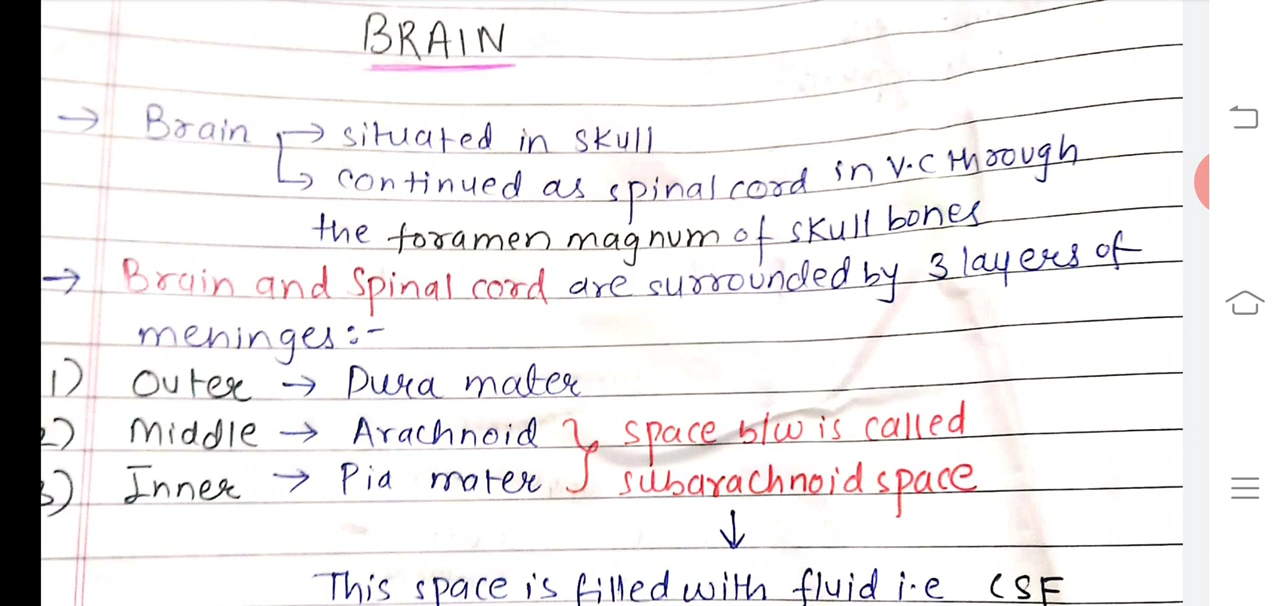 BRAIN
→ Brain → situated in skull
↳ continued as spinal cord in V.C through
the foramen magnum of skull bones
→ Brain and Spinal cord are surrounded by 3 layers of
meninges:-
1) Outer → Dura mater
2) Middle → Arachnoid } space b/w is called
3) Inner → Pia mater } subarachnoid space
↓
This space is filled with fluid i.e CSF